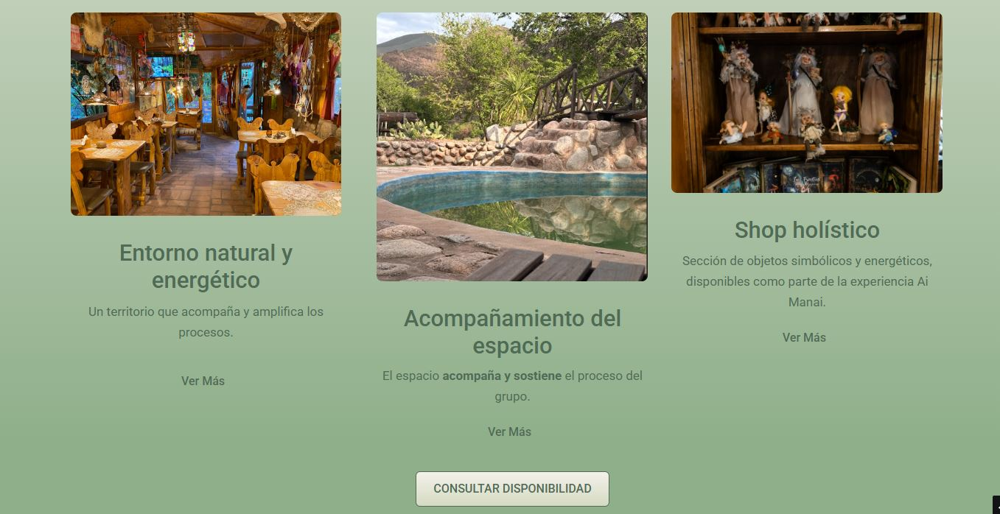 Entorno natural y
energético
Un territorio que acompaña y amplifica los
procesos.
Ver Más
Acompañamiento del
espacio
El espacio acompaña y sostiene el proceso del
grupo.
Ver Más
Shop holístico
Sección de objetos simbólicos y energéticos,
disponibles como parte de la experiencia Ai
Manai.
Ver Más
CONSULTAR DISPONIBILIDAD